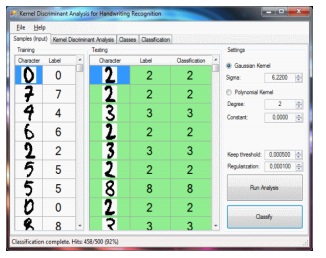 Kernel Discriminant Analysis for Handwriting Recognition
File Help
Samples (Input) Kernel Discriminant Analysis Classes Classification
Training Testing Settings
Character Label Character Label Classification
0 0 2 2 2
7 7 2 2 2
4 4 3 3 3
6 6 2 2 2
2 2 3 3 3
5 5 2 2 2
5 5 8 8 8
0 0 2 2 2
8 8 3 3 3
Gaussian Kernel
Sigma: 6,2200
Polynomial Kernel
Degree: 2
Constant: 0,0000
Keep threshold: 0,000500
Regularization: 0,000100
Run Analysis
Classify
Classification complete. Hits: 458/500 (92%)